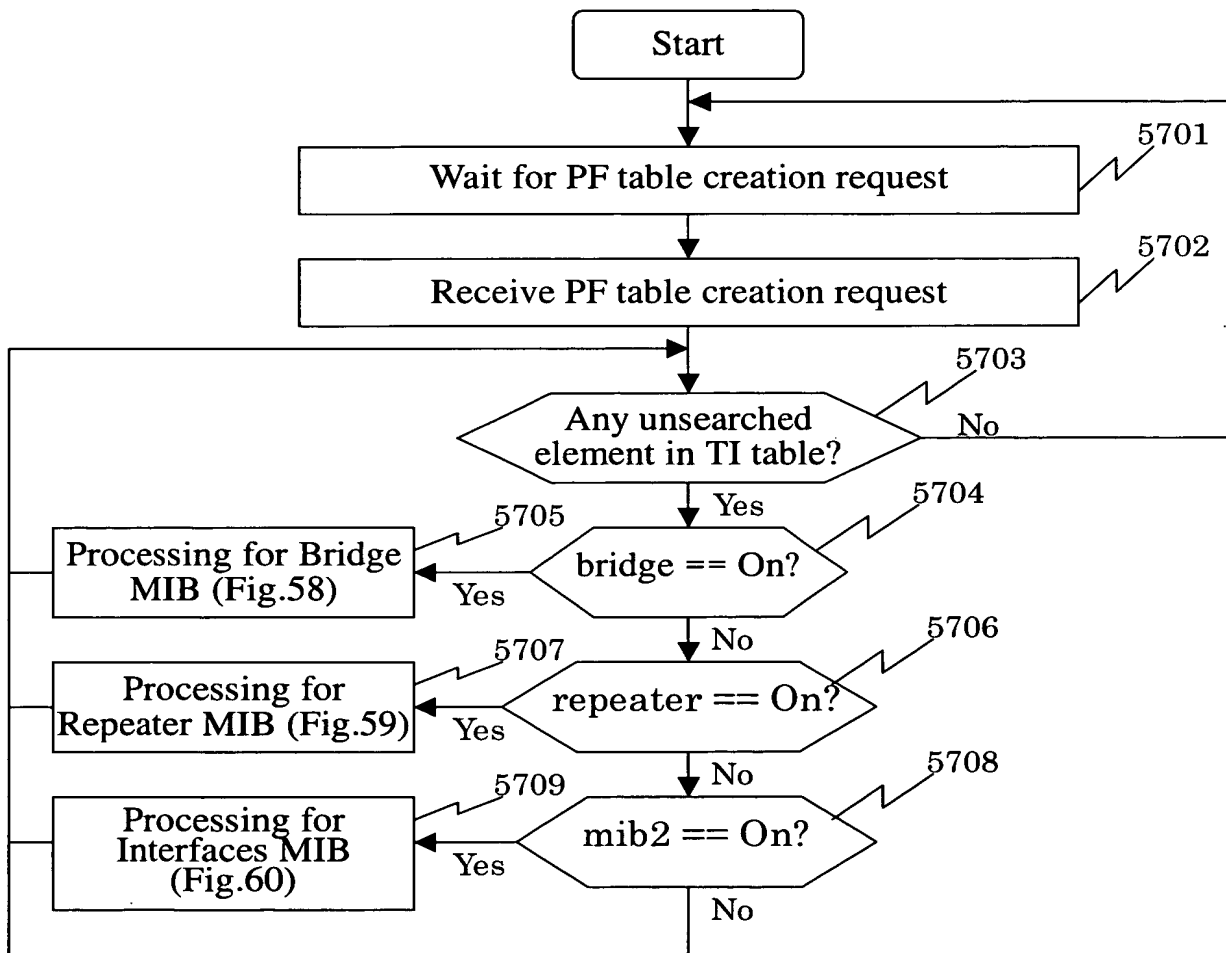 Start
5701
Wait for PF table creation request
5702
Receive PF table creation request
5703
Any unsearched
element in TI table?
No
Yes
5704
bridge == On?
5705
Processing for Bridge
MIB (Fig.58)
Yes
No
5706
repeater == On?
5707
Processing for
Repeater MIB (Fig.59)
Yes
No
5708
mib2 == On?
5709
Processing for
Interfaces MIB
(Fig.60)
Yes
No